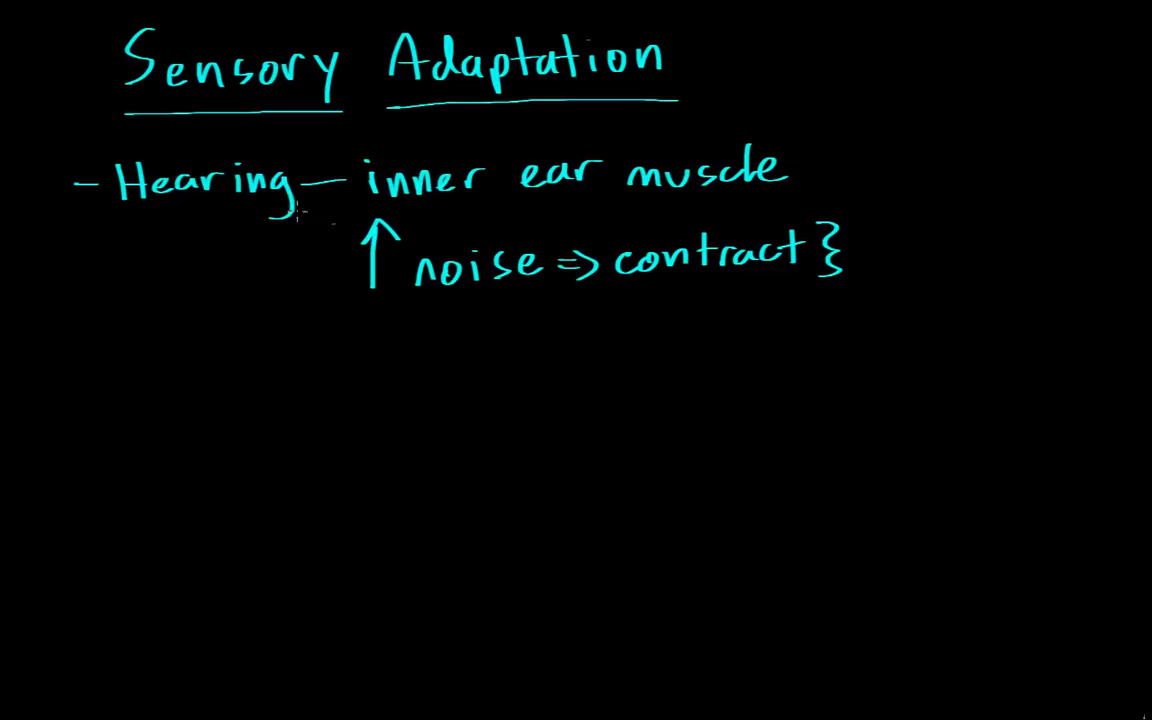 Sensory Adaptation
- Hearing — inner ear muscle
↑ noise => contract }